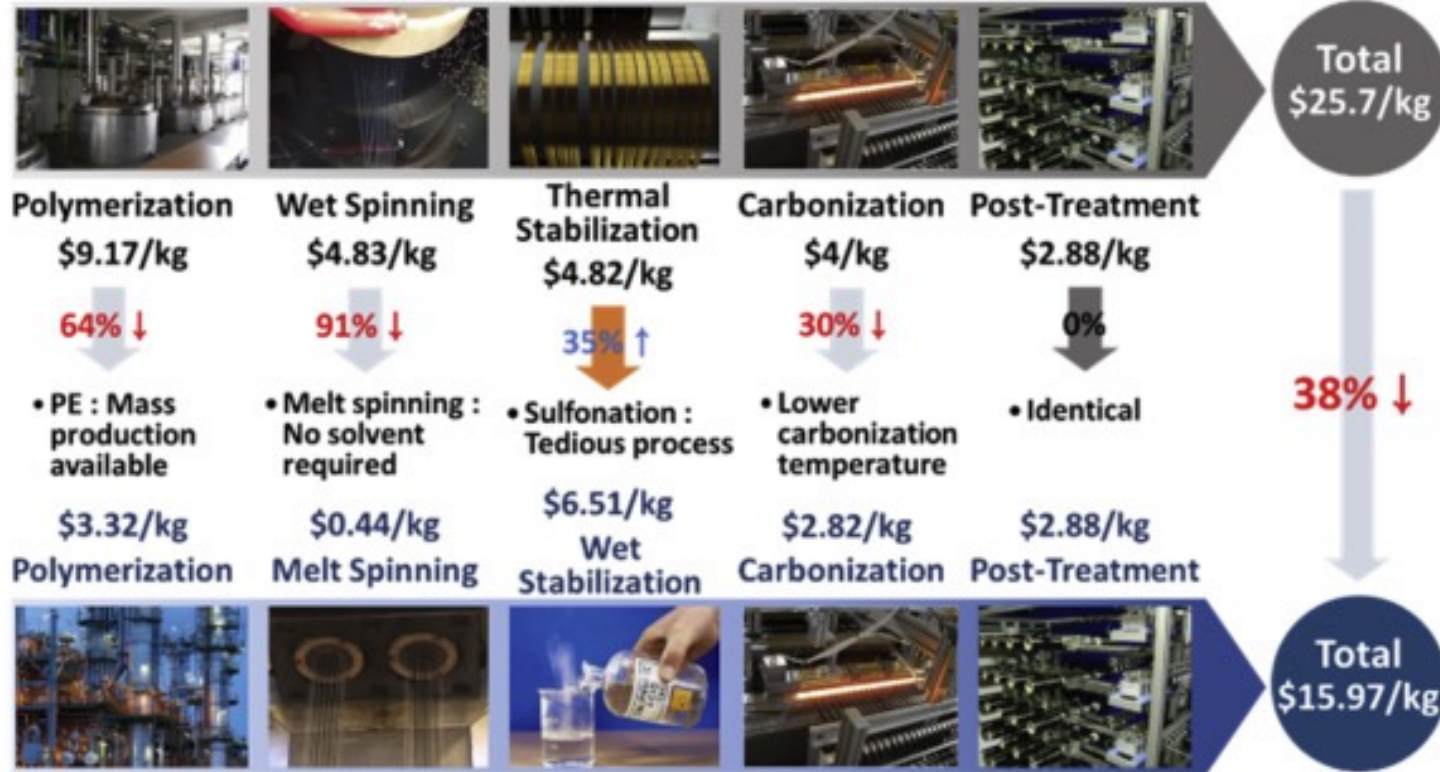 Total
$25.7/kg
Polymerization
$9.17/kg
Wet Spinning
$4.83/kg
Thermal
Stabilization
$4.82/kg
Carbonization
$4/kg
Post-Treatment
$2.88/kg
64% ↓
91% ↓
35% ↑
30% ↓
0%
38% ↓
• PE : Mass
production
available
• Melt spinning :
No solvent
required
• Sulfonation :
Tedious process
• Lower
carbonization
temperature
• Identical
$3.32/kg
Polymerization
$0.44/kg
Melt Spinning
$6.51/kg
Wet
Stabilization
$2.82/kg
Carbonization
$2.88/kg
Post-Treatment
Total
$15.97/kg